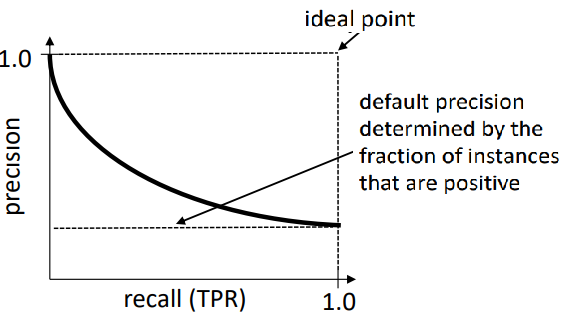 ideal point
1.0
default precision
determined by the
fraction of instances
that are positive
precision
recall (TPR)
1.0